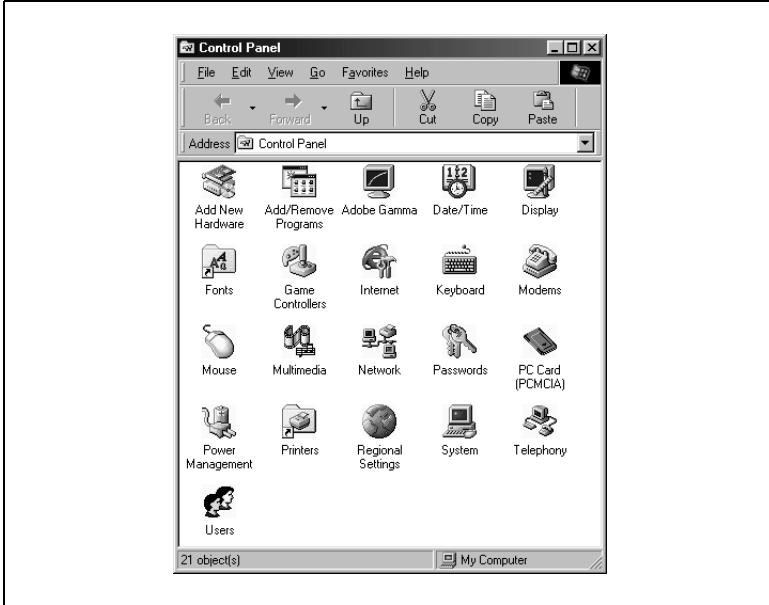 Control Panel
File Edit View Go Favorites Help
Back Forward Up Cut Copy Paste
Address Control Panel
Add New Hardware
Add/Remove Programs
Adobe Gamma
Date/Time
Display
Fonts
Game Controllers
Internet
Keyboard
Modems
Mouse
Multimedia
Network
Passwords
PC Card (PCMCIA)
Power Management
Printers
Regional Settings
System
Telephony
Users
21 object(s) My Computer